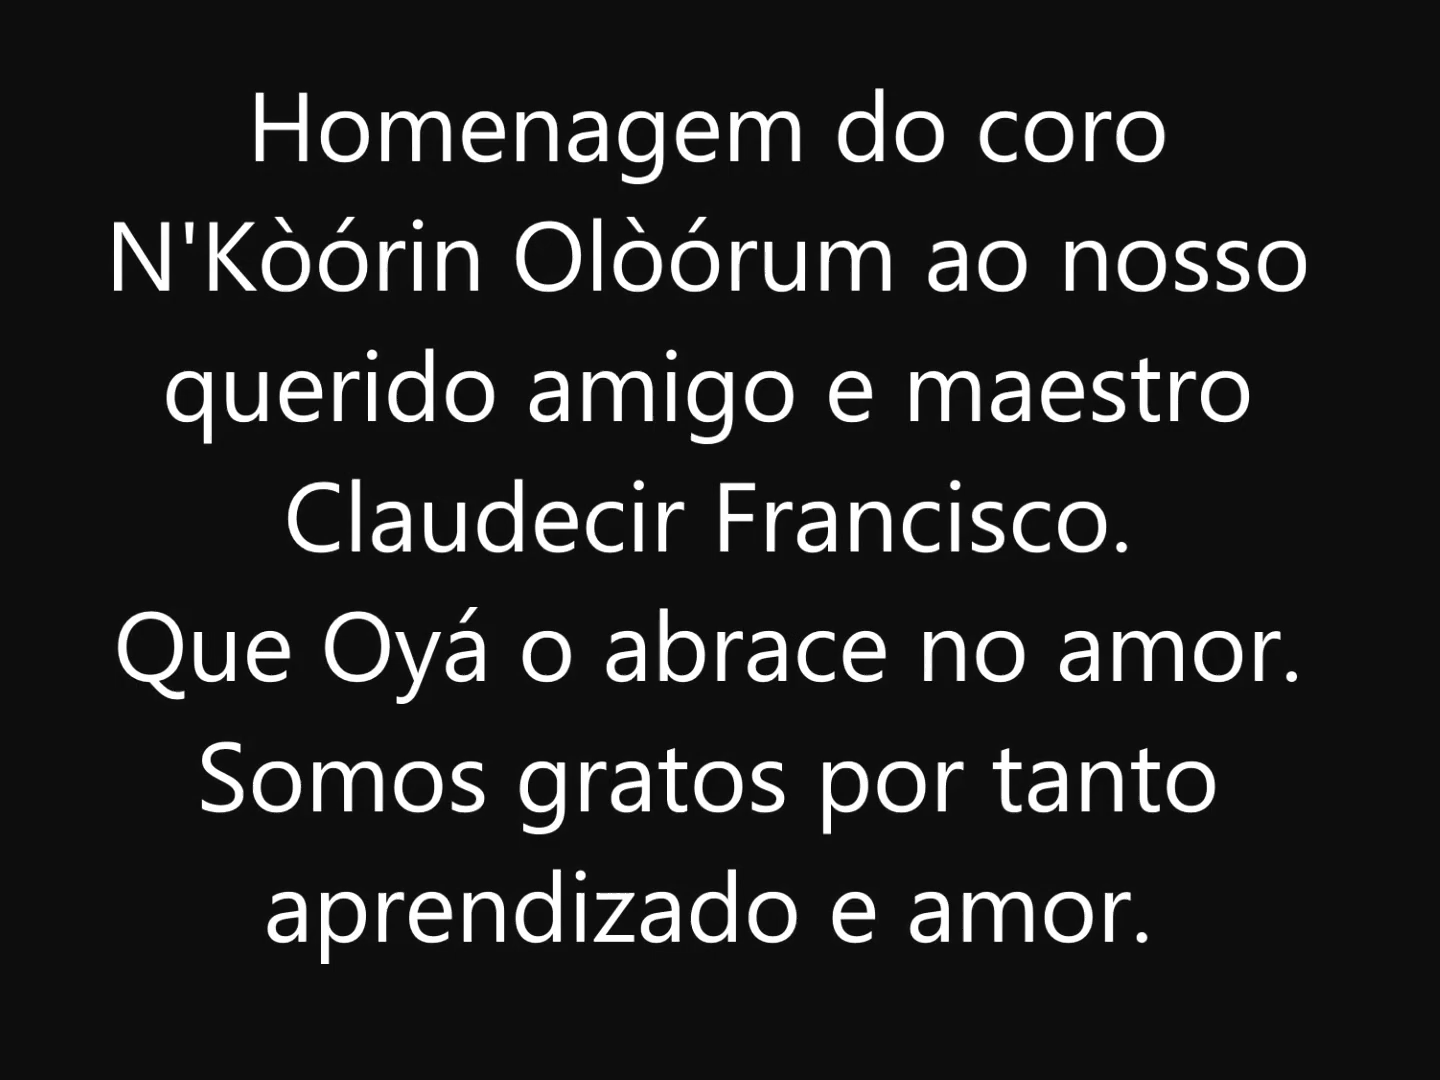 Homenagem do coro
N'Kòórin Olòórum ao nosso
querido amigo e maestro
Claudecir Francisco.
Que Oyá o abrace no amor.
Somos gratos por tanto
aprendizado e amor.